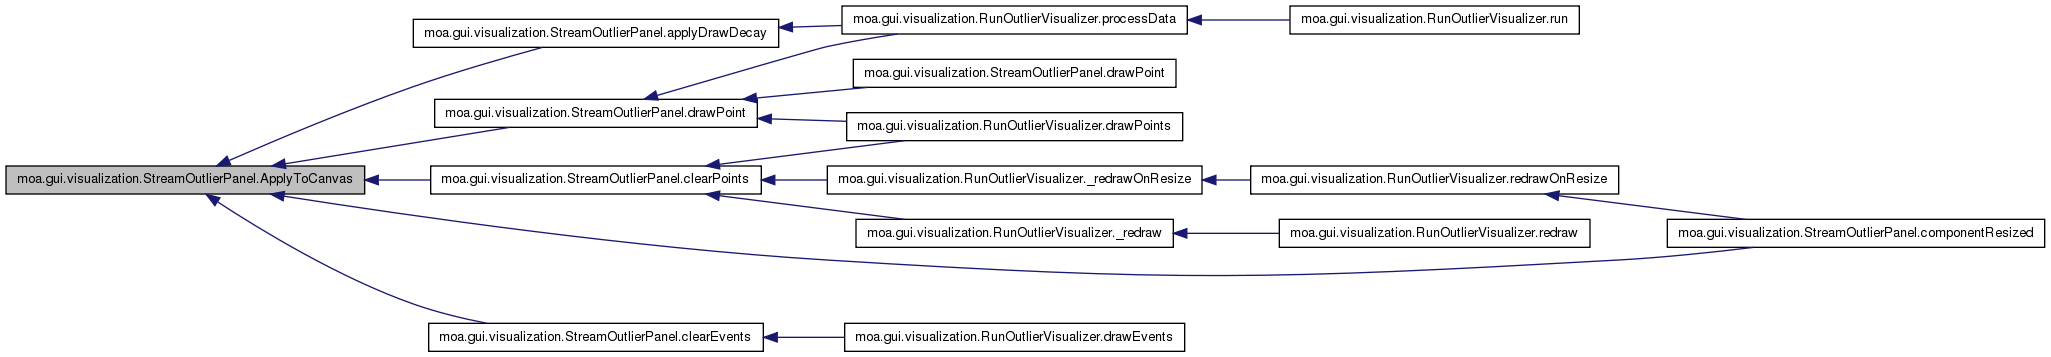 moa.gui.visualization.RunOutlierVisualizer.processData
moa.gui.visualization.RunOutlierVisualizer.run
moa.gui.visualization.StreamOutlierPanel.applyDrawDecay
moa.gui.visualization.StreamOutlierPanel.drawPoint
moa.gui.visualization.StreamOutlierPanel.drawPoint
moa.gui.visualization.RunOutlierVisualizer.drawPoints
moa.gui.visualization.StreamOutlierPanel.ApplyToCanvas
moa.gui.visualization.StreamOutlierPanel.clearPoints
moa.gui.visualization.RunOutlierVisualizer._redrawOnResize
moa.gui.visualization.RunOutlierVisualizer.redrawOnResize
moa.gui.visualization.RunOutlierVisualizer._redraw
moa.gui.visualization.RunOutlierVisualizer.redraw
moa.gui.visualization.StreamOutlierPanel.componentResized
moa.gui.visualization.StreamOutlierPanel.clearEvents
moa.gui.visualization.RunOutlierVisualizer.drawEvents